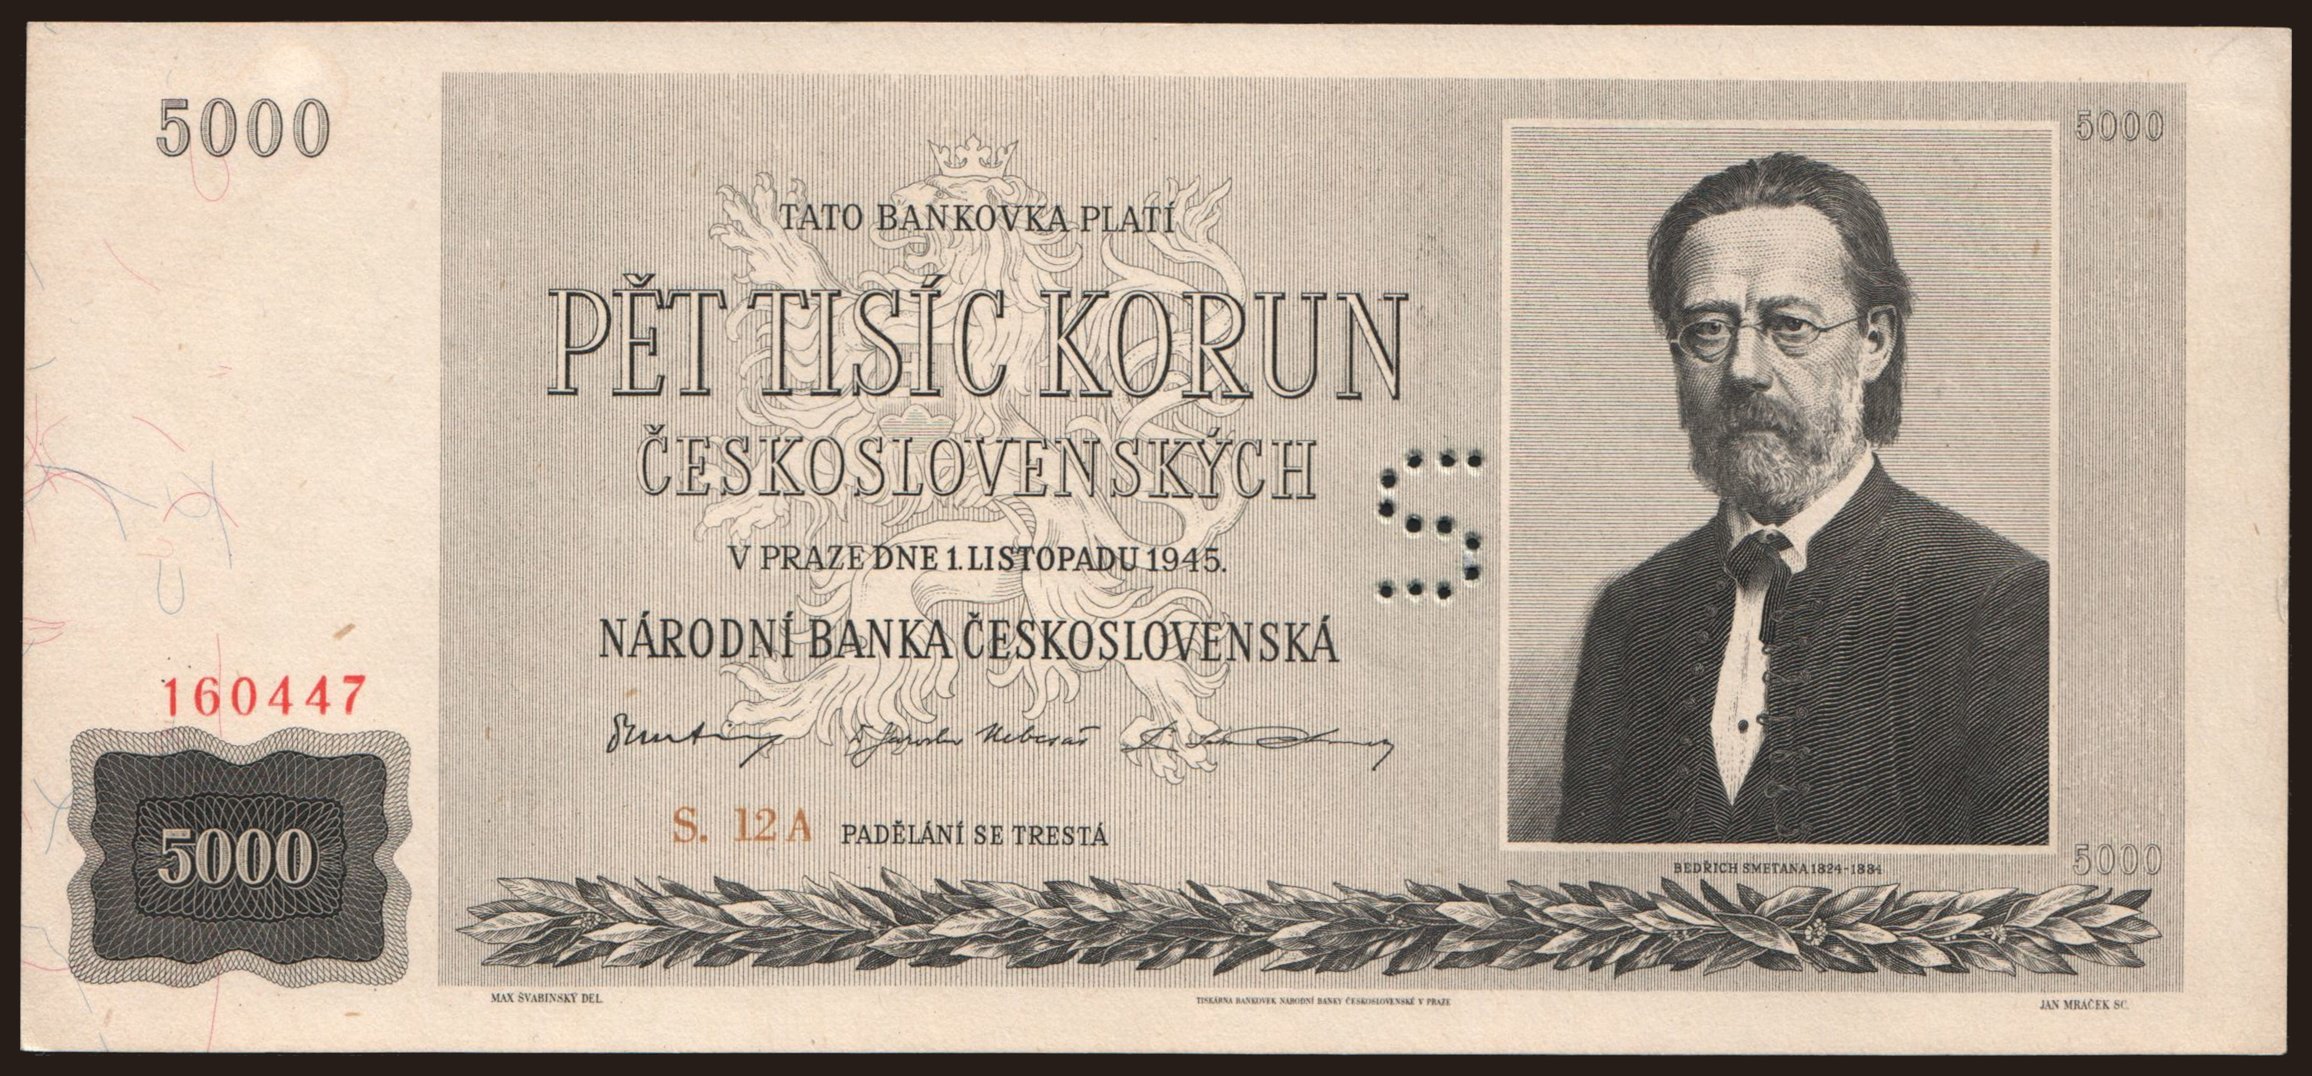 5000
5000
TATO BANKOVKA PLATÍ
PĚT TISÍC KORUN
ČESKOSLOVENSKÝCH
S
V PRAZE DNE 1. LISTOPADU 1945.
NÁRODNÍ BANKA ČESKOSLOVENSKÁ
160447
S. 12A PADĚLÁNÍ SE TRESTÁ
5000
BEDŘICH SMETANA 1824-1884
5000
MAX ŠVABINSKÝ DEL.
TISKÁRNA BANKOVEK NÁRODNÍ BANKY ČESKOSLOVENSKÉ V PRAZE
JAN MRÁČEK SC.